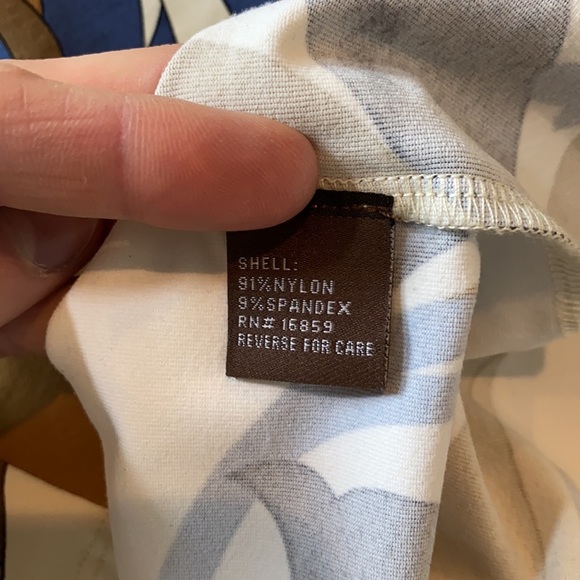 SHELL:
91%NYLON
9%SPANDEX
RN# 16859
REVERSE FOR CARE